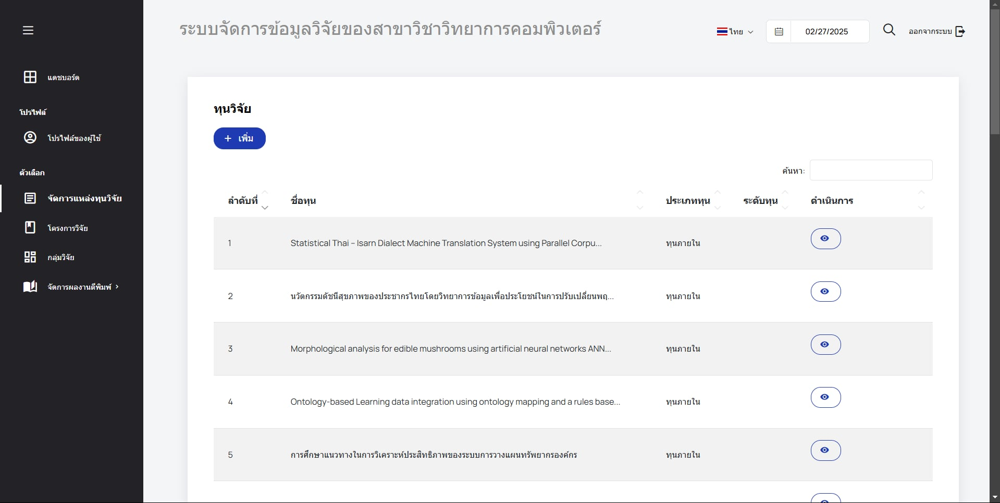 ระบบจัดการข้อมูลวิจัยของสาขาวิชาวิทยาการคอมพิวเตอร์
ไทย
02/27/2025
ออกจากระบบ
แดชบอร์ด
โปรไฟล์
โปรไฟล์ของผู้ใช้
ตัวเลือก
จัดการแหล่งทุนวิจัย
โครงการวิจัย
กลุ่มวิจัย
จัดการผลงานตีพิมพ์
ทุนวิจัย
+ เพิ่ม
ค้นหา:
ลำดับที่ ชื่อทุน ประเภททุน ระดับทุน ดำเนินการ
1 Statistical Thai – Isarn Dialect Machine Translation System using Parallel Corpu... ทุนภายใน
2 นวัตกรรมดัชนีสุขภาพของประชากรไทยโดยวิทยาการข้อมูลเพื่อประโยชน์ในการปรับเปลี่ยนพฤ... ทุนภายใน
3 Morphological analysis for edible mushrooms using artificial neural networks ANN... ทุนภายใน
4 Ontology-based Learning data integration using ontology mapping and a rules base... ทุนภายใน
5 การศึกษาแนวทางในการวิเคราะห์ประสิทธิภาพของระบบการวางแผนทรัพยากรองค์กร ทุนภายใน